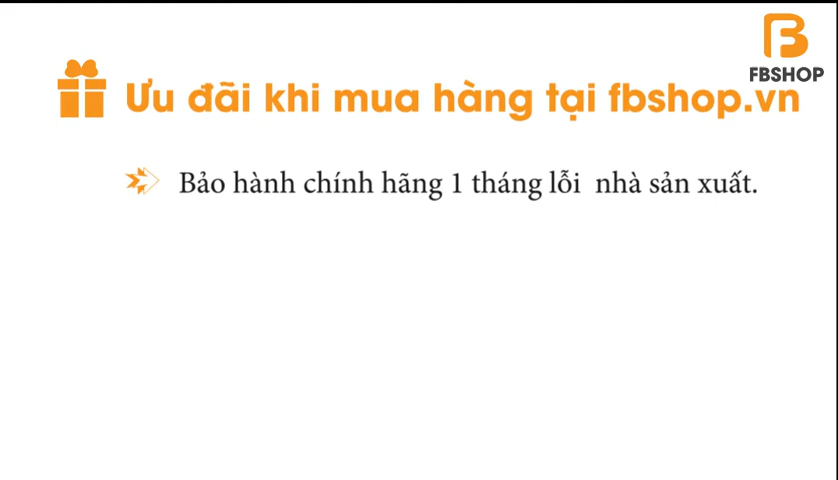 FBSHOP
Ưu đãi khi mua hàng tại fbshop.vn
Bảo hành chính hãng 1 tháng lỗi nhà sản xuất.